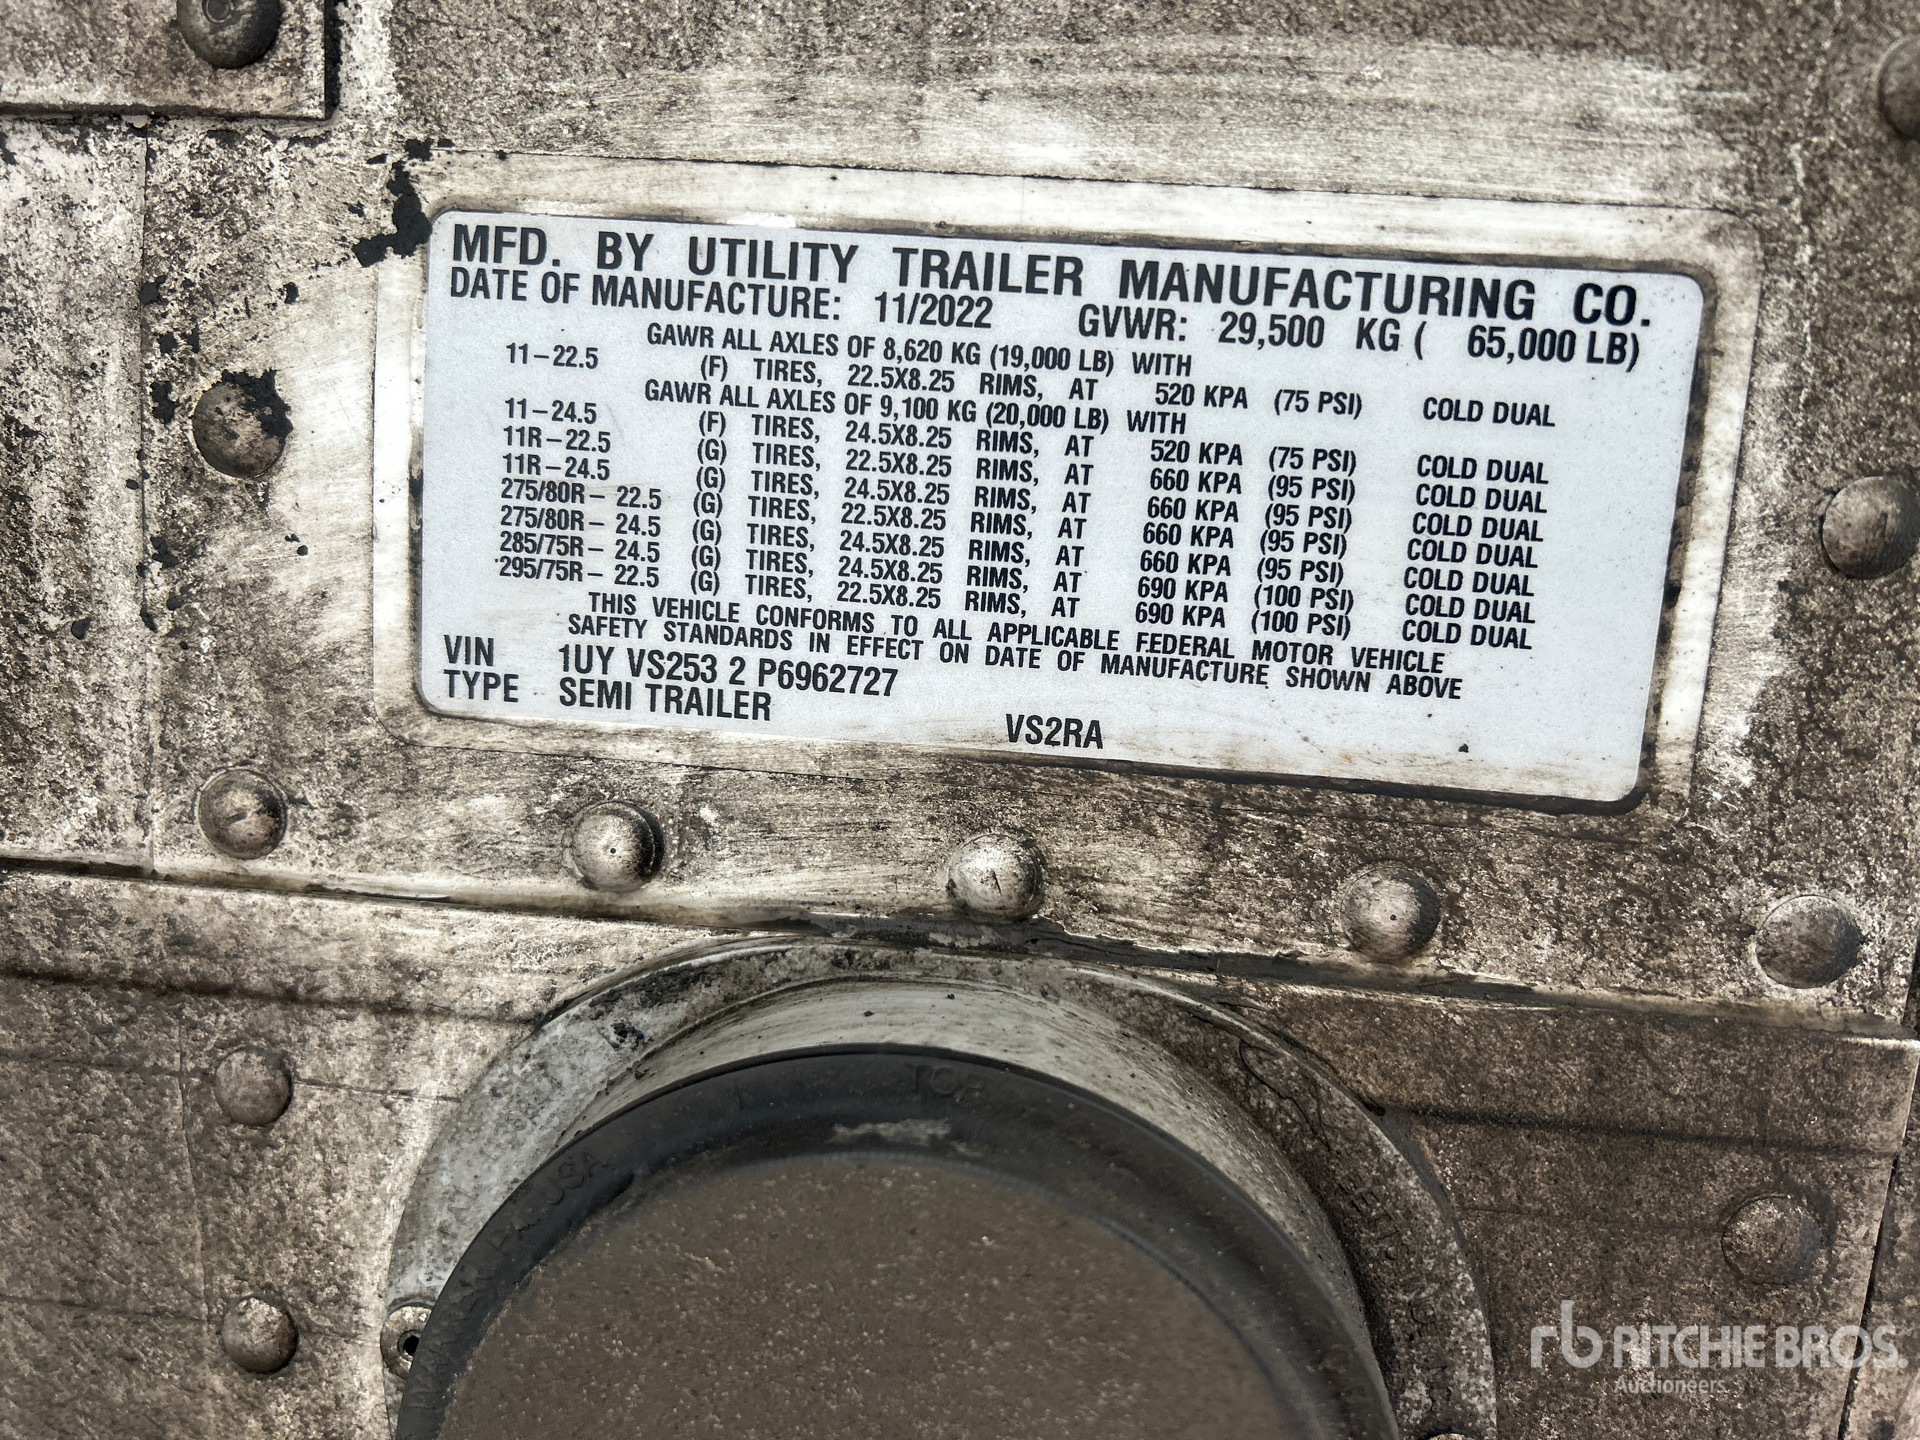 MFD. BY UTILITY TRAILER MANUFACTURING CO.
DATE OF MANUFACTURE: 11/2022 GVWR: 29,500 KG ( 65,000 LB)
GAWR ALL AXLES OF 8,620 KG (19,000 LB) WITH
11-22.5 (F) TIRES, 22.5X8.25 RIMS, AT 520 KPA (75 PSI) COLD DUAL
GAWR ALL AXLES OF 9,100 KG (20,000 LB) WITH
11-24.5 (F) TIRES, 24.5X8.25 RIMS, AT 520 KPA (75 PSI) COLD DUAL
11R-22.5 (G) TIRES, 22.5X8.25 RIMS, AT 660 KPA (95 PSI) COLD DUAL
11R-24.5 (G) TIRES, 24.5X8.25 RIMS, AT 660 KPA (95 PSI) COLD DUAL
275/80R-22.5 (G) TIRES, 22.5X8.25 RIMS, AT 660 KPA (95 PSI) COLD DUAL
275/80R-24.5 (G) TIRES, 24.5X8.25 RIMS, AT 660 KPA (95 PSI) COLD DUAL
285/75R-24.5 (G) TIRES, 24.5X8.25 RIMS, AT 690 KPA (100 PSI) COLD DUAL
295/75R-22.5 (G) TIRES, 22.5X8.25 RIMS, AT 690 KPA (100 PSI) COLD DUAL
THIS VEHICLE CONFORMS TO ALL APPLICABLE FEDERAL MOTOR VEHICLE
SAFETY STANDARDS IN EFFECT ON DATE OF MANUFACTURE SHOWN ABOVE
VIN 1UY VS253 2 P6962727
TYPE SEMI TRAILER VS2RA
TOP
USA
rb RITCHIE BROS.
Auctioneers